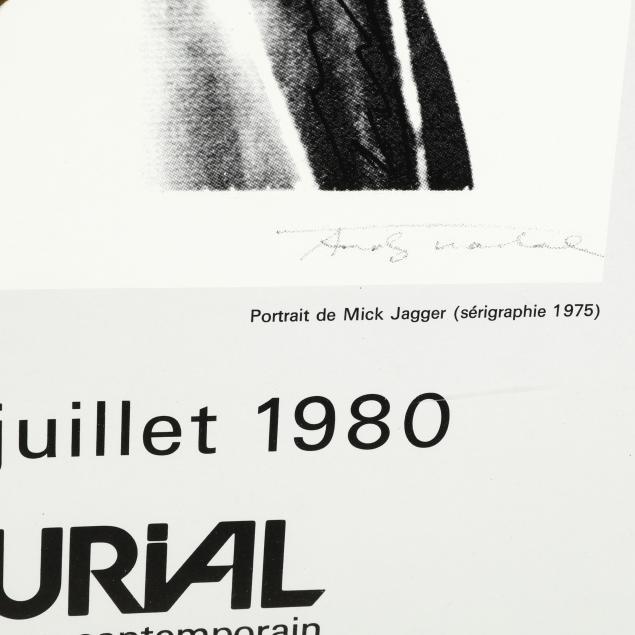 Andy Warhol
Portrait de Mick Jagger (sérigraphie 1975)
juillet 1980
URIAL
contemporain